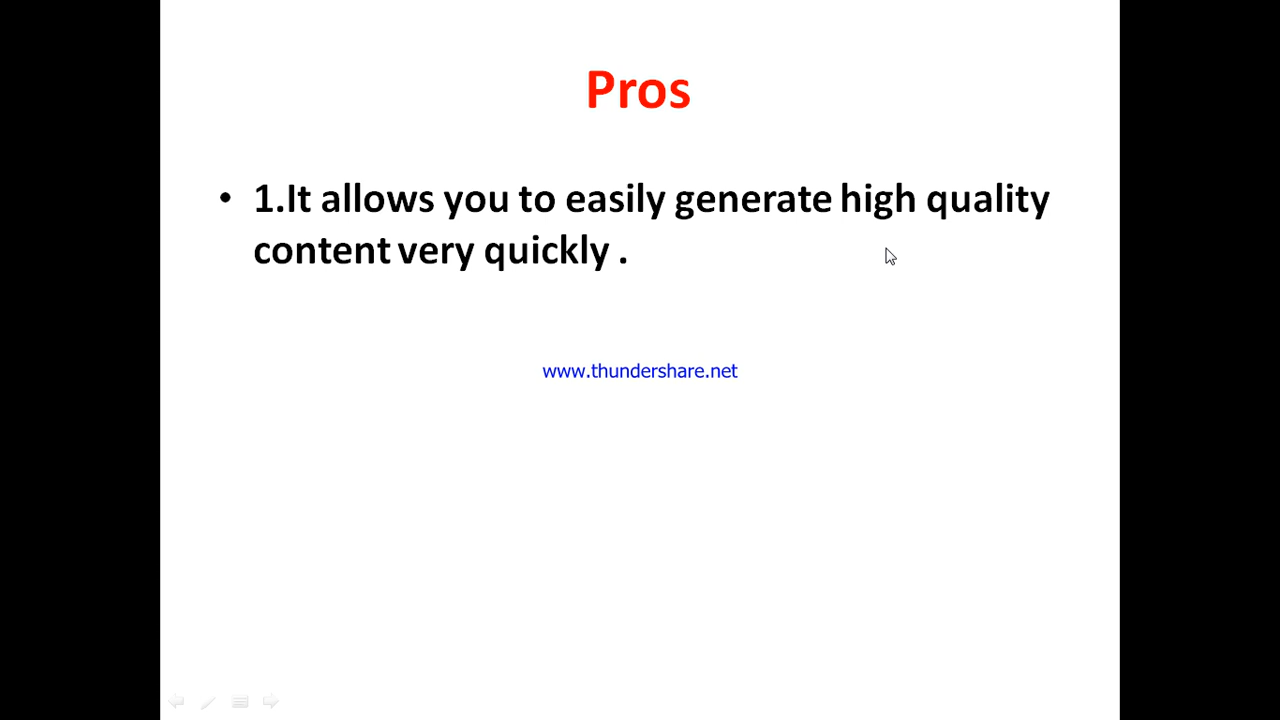 Pros
• 1.It allows you to easily generate high quality
content very quickly .
www.thundershare.net